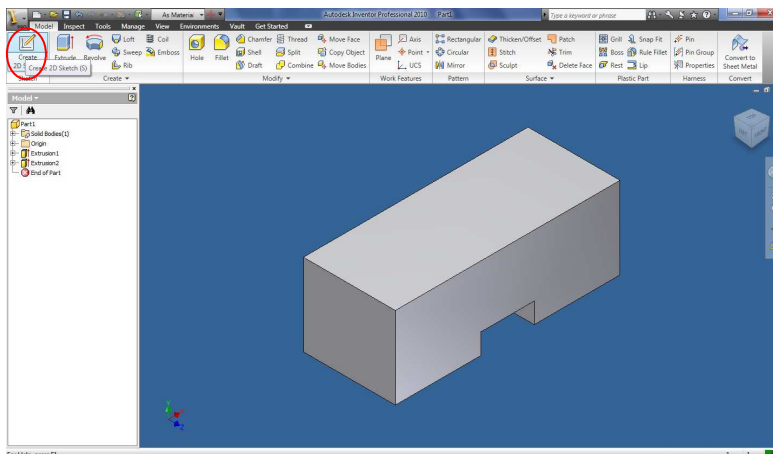 As Materia
Autodesk Inventor Professional 2010 Part1
Type a keyword or phrase
Model Inspect Tools Manage View Environments Vault Get Started
Create 2D S
Extrude Revolve
Loft Coil
Sweep Emboss
Rib
Hole Fillet
Chamfer Thread Move Face
Shell Split Copy Object
Draft Combine Move Bodies
Plane
Axis
Point
UCS
Rectangular
Circular
Mirror
Thicken/Offset Patch
Stitch Trim
Sculpt Delete Face
Grill Snap Fit
Boss Rule Fillet
Rest Lip
Pin
Pin Group
Properties
Convert to
Sheet Metal
Create 2D Sketch (S)
Sketch Create Modify Work Features Pattern Surface Plastic Part Harness Convert
Model
Part1
Solid Bodies(1)
Origin
Extrusion1
Extrusion2
End of Part
Y
Z